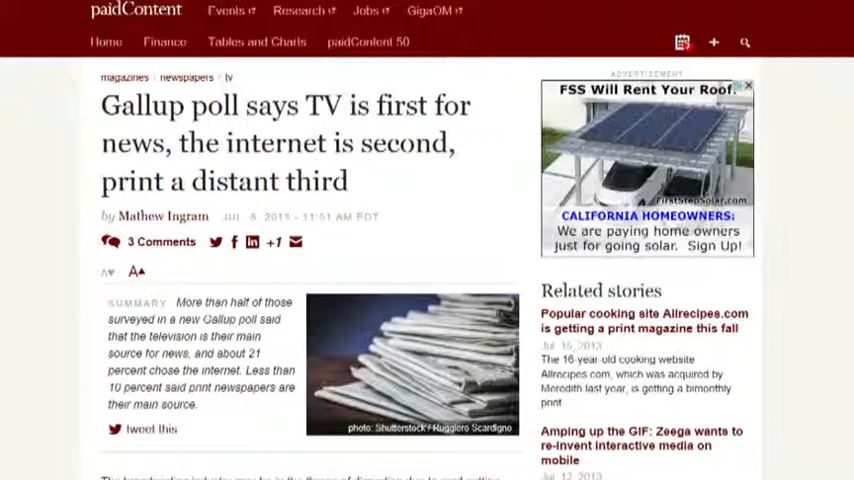 paidContent
Events Research Jobs GigaOM
Home Finance Tables and Charts paidContent 50
magazines / newspapers / tv
Gallup poll says TV is first for
news, the internet is second,
print a distant third
by Mathew Ingram JUL. 8, 2013 - 11:51 AM EDT
3 Comments +1
A A
SUMMARY More than half of those
surveyed in a new Gallup poll said
that the television is their main
source for news, and about 21
percent chose the internet. Less than
10 percent said print newspapers are
their main source.
photo: Shutterstock / Ruggiero Scardigno
tweet this
ADVERTISEMENT
FSS Will Rent Your Roof.
FirstStepSolar.com
CALIFORNIA HOMEOWNERS:
We are paying home owners
just for going solar. Sign Up!
Related stories
Popular cooking site Allrecipes.com
is getting a print magazine this fall
Jul. 15, 2013
The 16-year-old cooking website
Allrecipes.com, which was acquired by
Meredith last year, is getting a bimonthly
print
Amping up the GIF: Zeega wants to
re-invent interactive media on
mobile
Jul. 12, 2013